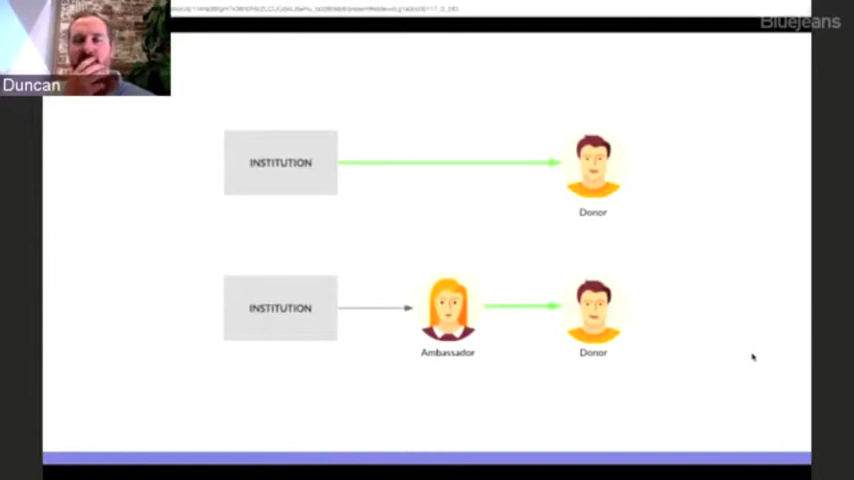 Bluejeans
Duncan
INSTITUTION
Donor
INSTITUTION
Ambassador
Donor